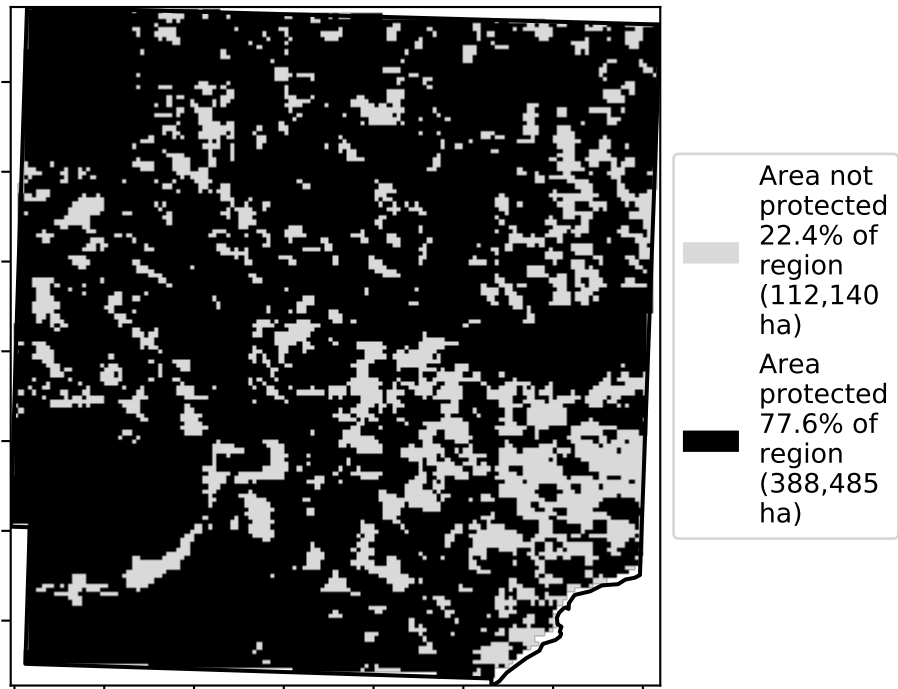 Area not
protected
22.4% of
region
(112,140
ha)
Area
protected
77.6% of
region
(388,485
ha)